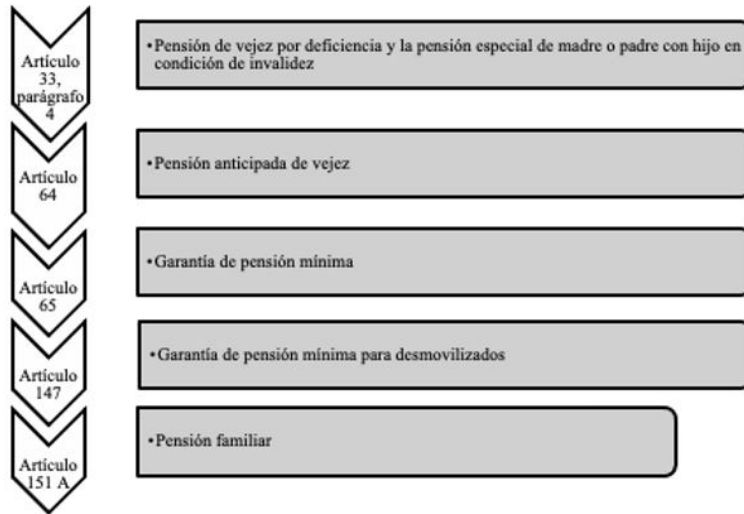 Artículo
33,
parágrafo
4
•Pensión de vejez por deficiencia y la pensión especial de madre o padre con hijo en
condición de invalidez
Artículo
64
•Pensión anticipada de vejez
Artículo
65
•Garantía de pensión mínima
Artículo
147
•Garantía de pensión mínima para desmovilizados
Artículo
151 A
•Pensión familiar